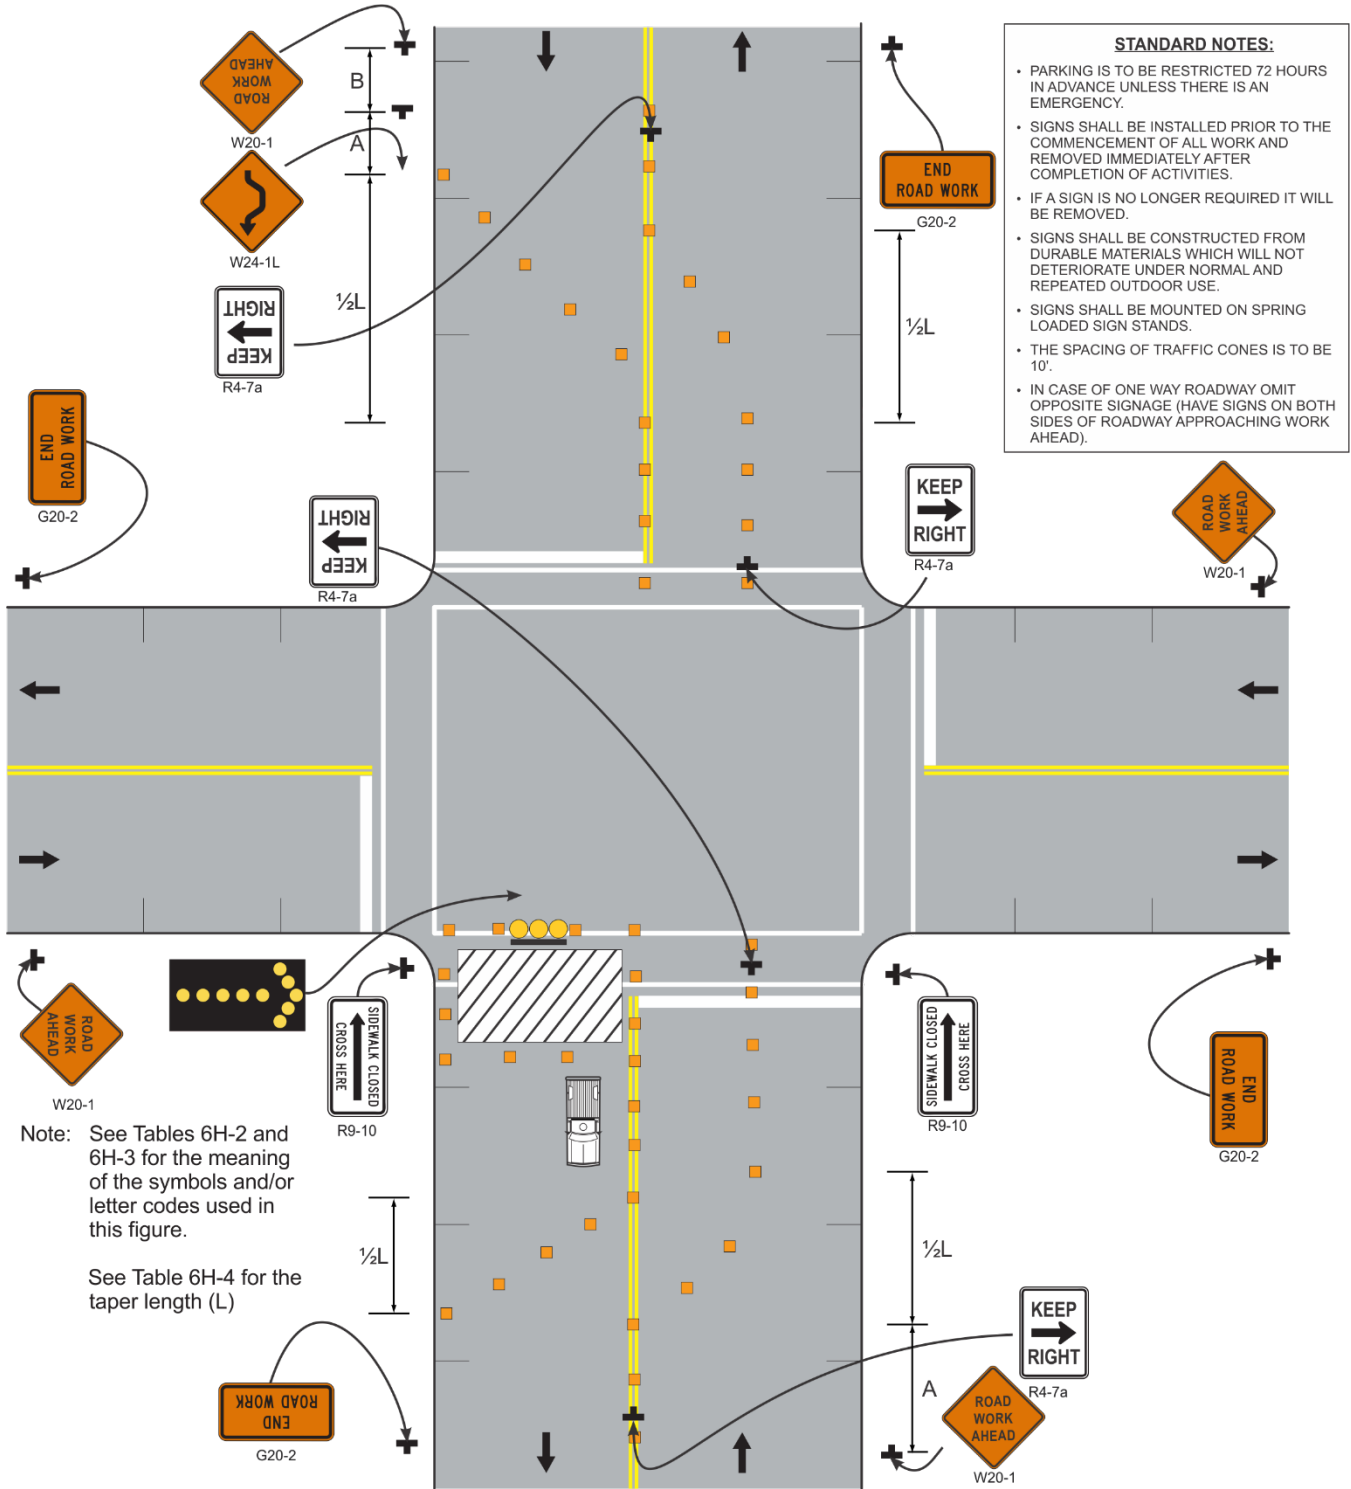 ROAD
WORK
AHEAD
W20-1
B
A
W24-1L
KEEP
RIGHT
R4-7a
½L
END
ROAD WORK
G20-2
½L
STANDARD NOTES:
• PARKING IS TO BE RESTRICTED 72 HOURS
IN ADVANCE UNLESS THERE IS AN
EMERGENCY.
• SIGNS SHALL BE INSTALLED PRIOR TO THE
COMMENCEMENT OF ALL WORK AND
REMOVED IMMEDIATELY AFTER
COMPLETION OF ACTIVITIES.
• IF A SIGN IS NO LONGER REQUIRED IT WILL
BE REMOVED.
• SIGNS SHALL BE CONSTRUCTED FROM
DURABLE MATERIALS WHICH WILL NOT
DETERIORATE UNDER NORMAL AND
REPEATED OUTDOOR USE.
• SIGNS SHALL BE MOUNTED ON SPRING
LOADED SIGN STANDS.
• THE SPACING OF TRAFFIC CONES IS TO BE
10'.
• IN CASE OF ONE WAY ROADWAY OMIT
OPPOSITE SIGNAGE (HAVE SIGNS ON BOTH
SIDES OF ROADWAY APPROACHING WORK
AHEAD).
END
ROAD WORK
G20-2
KEEP
RIGHT
R4-7a
KEEP
RIGHT
R4-7a
ROAD
WORK
AHEAD
W20-1
ROAD
WORK
AHEAD
W20-1
SIDEWALK CLOSED
CROSS HERE
R9-10
SIDEWALK CLOSED
CROSS HERE
R9-10
END
ROAD WORK
G20-2
Note: See Tables 6H-2 and
6H-3 for the meaning
of the symbols and/or
letter codes used in
this figure.
See Table 6H-4 for the
taper length (L)
½L
½L
A
END
ROAD WORK
G20-2
KEEP
RIGHT
R4-7a
ROAD
WORK
AHEAD
W20-1